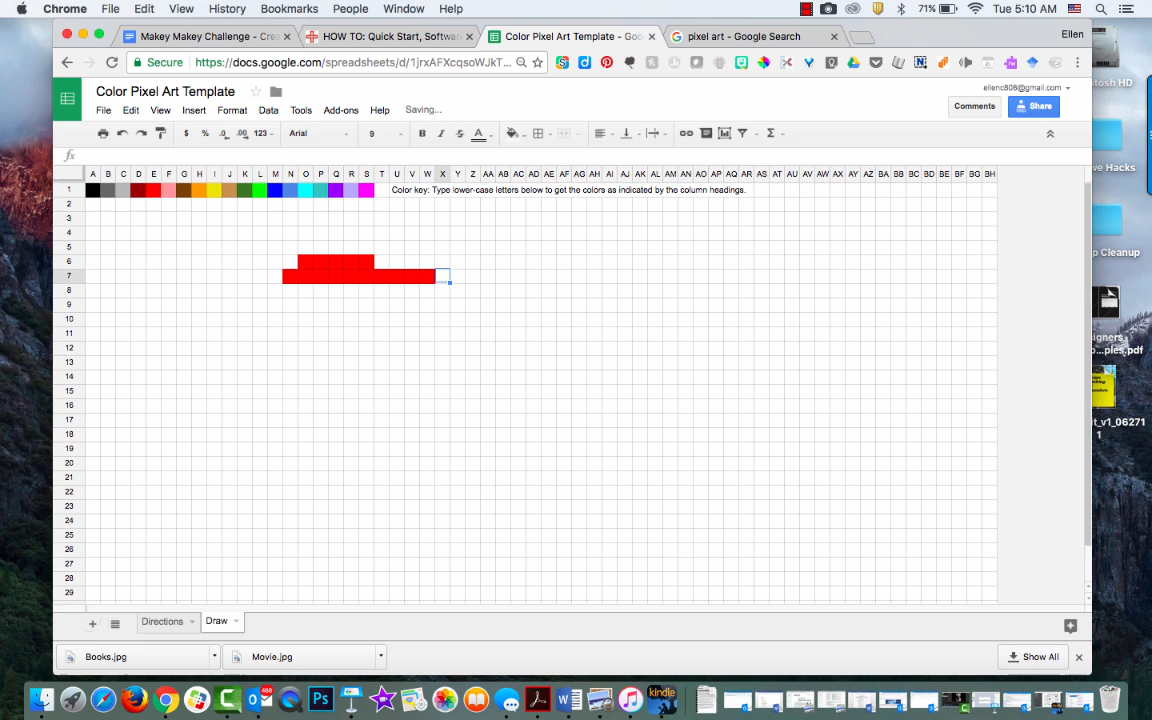 Chrome File Edit View History Bookmarks People Window Help 71% Tue 5:10 AM
Makey Makey Challenge - Cre HOW TO: Quick Start, Softwar Color Pixel Art Template - Goo pixel art - Google Search Ellen
Secure https://docs.google.com/spreadsheets/d/1jrxAFXcqsoWJkT...
tosh HD
Color Pixel Art Template
ellenc808@gmail.com
File Edit View Insert Format Data Tools Add-ons Help Saving...
Comments Share
$ % .0 .00 123 Arial 9 B I S A
fx
ve Hacks
A B C D E F G H I J K L M N O P Q R S T U V W X Y Z AA AB AC AD AE AF AG AH AI AJ AK AL AM AN AO AP AQ AR AS AT AU AV AW AX AY AZ BA BB BC BD BE BF BG BH
1 Color key: Type lower-case letters below to get the colors as indicated by the column headings.
2
3
4
5
p Cleanup
6
7
8
9
10
11
igners
12
...ples.pdf
13
14
15
16
17
it_v1_06271
1
18
19
20
21
22
23
24
25
26
27
28
29
Directions Draw
Books.jpg Movie.jpg Show All
488
Ps
W
kindle